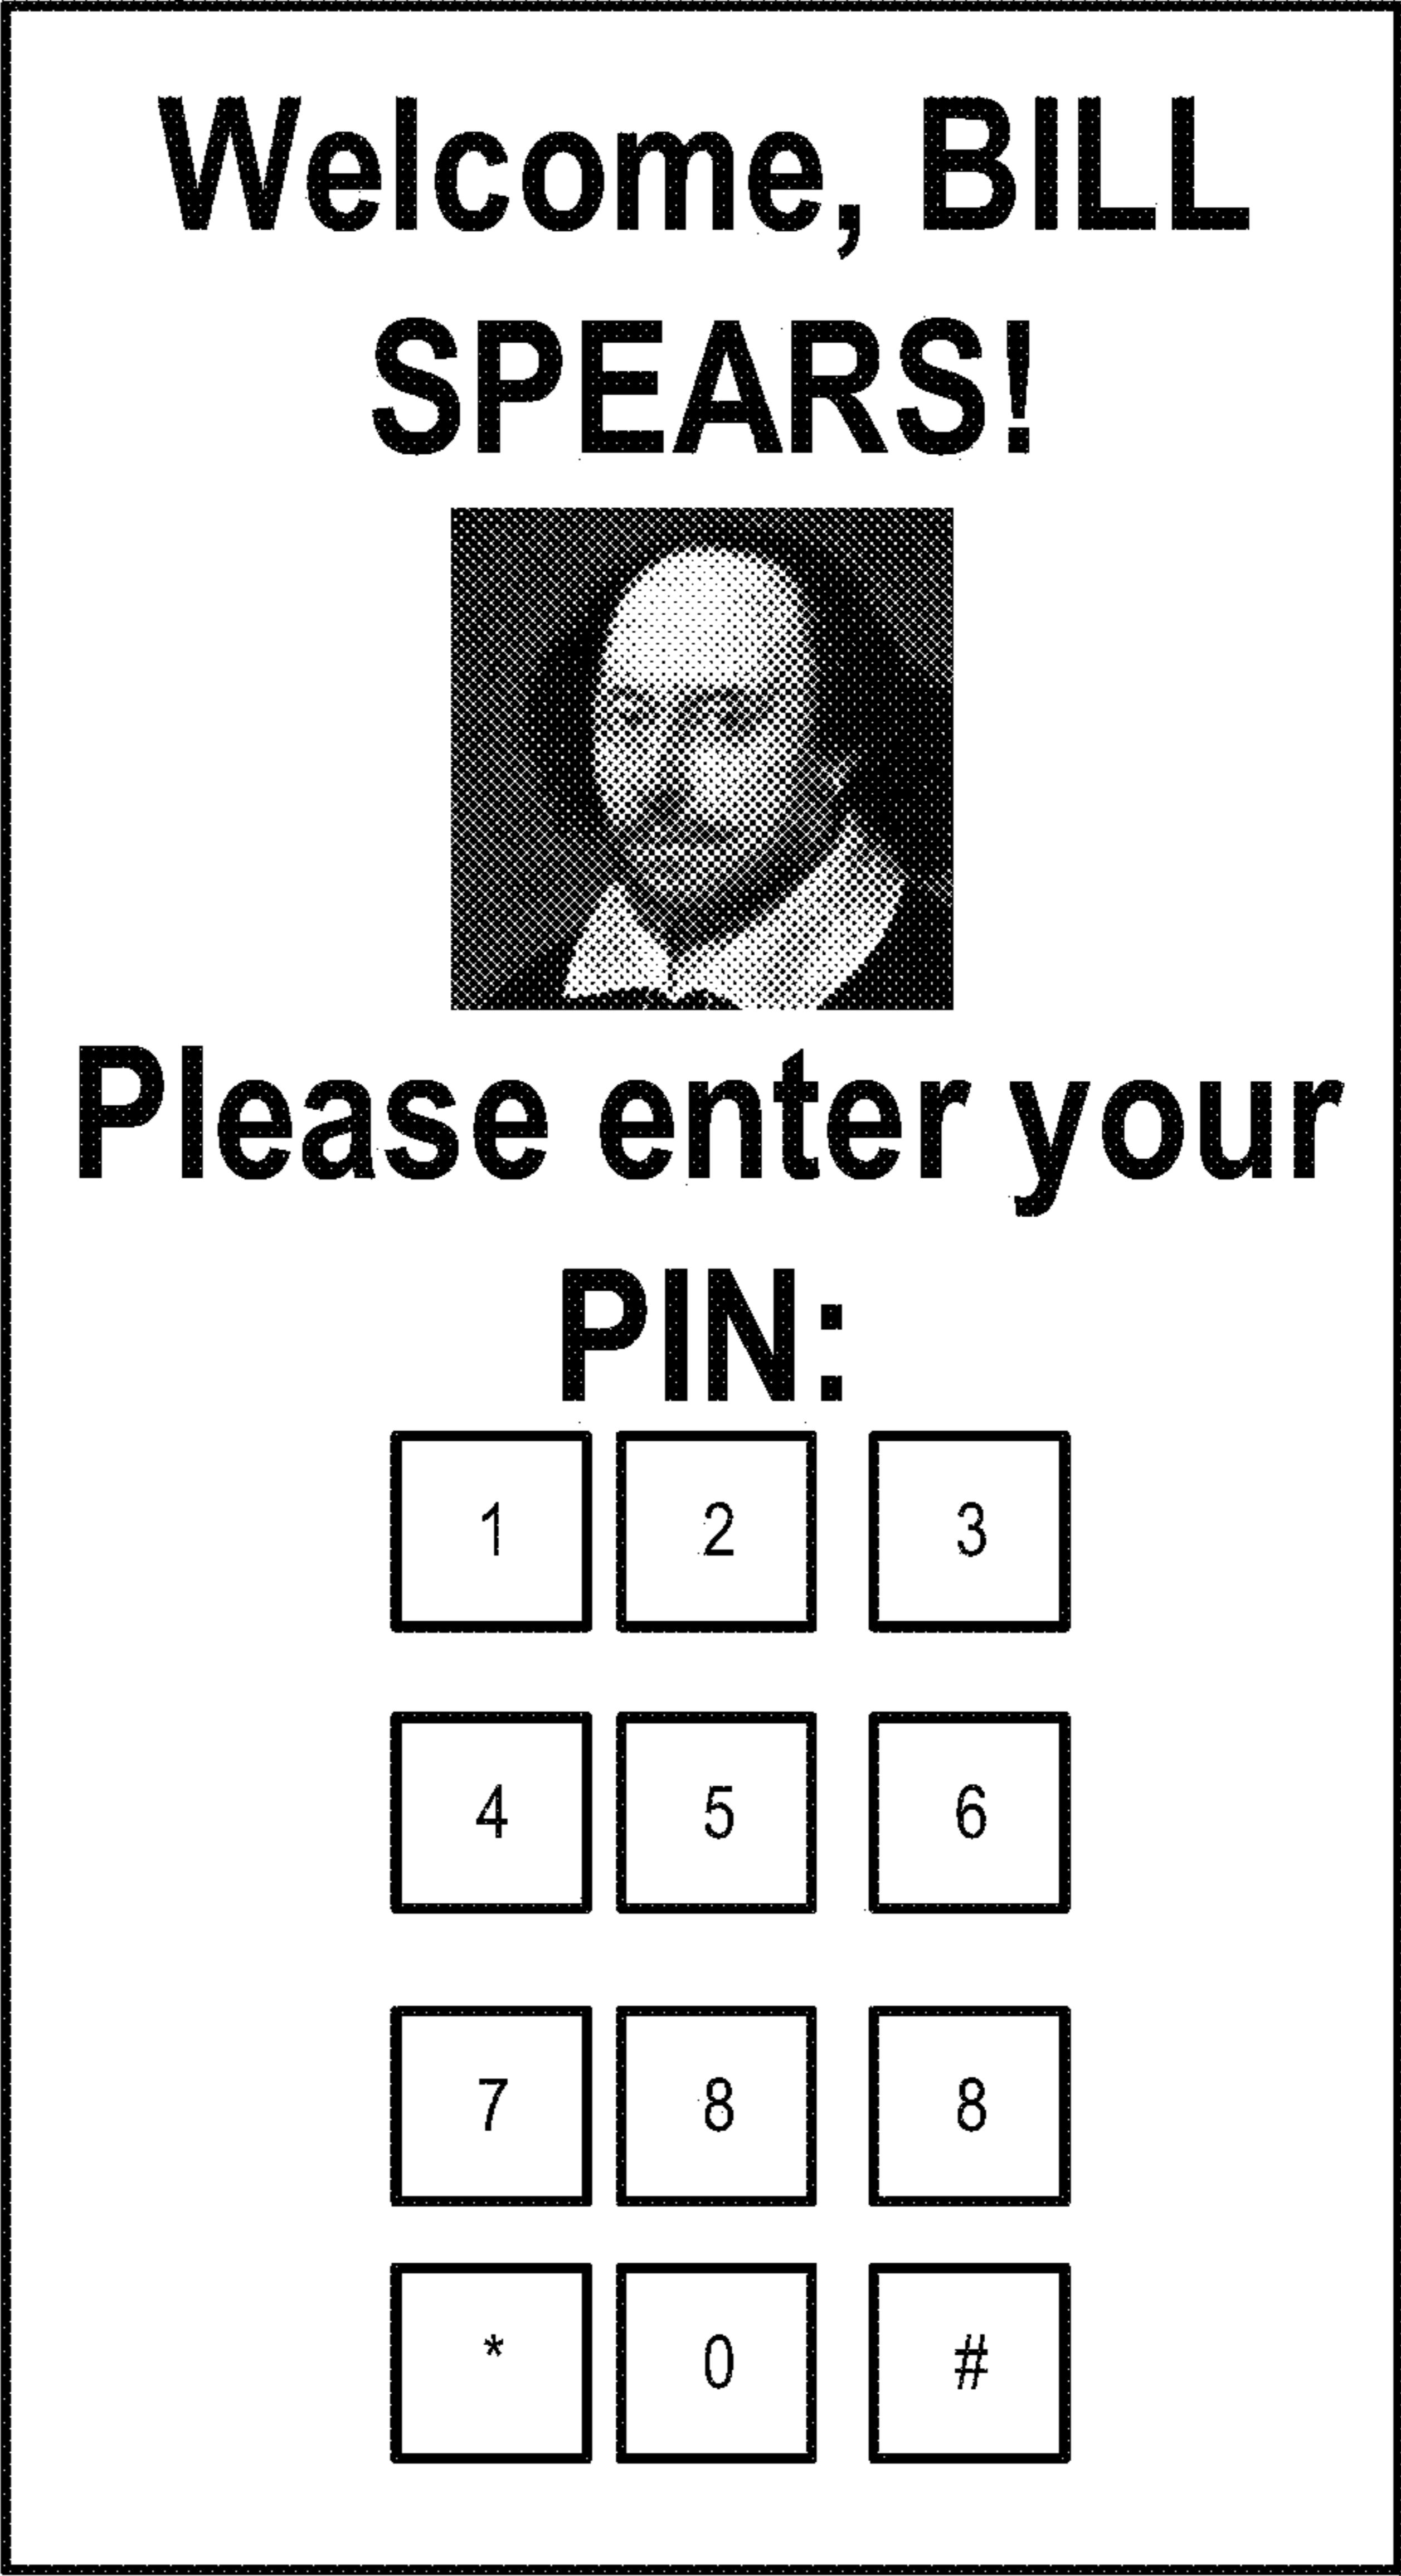 Welcome, BILL
SPEARS!
Please enter your
PIN:
1 2 3
4 5 6
7 8 8
* 0 #